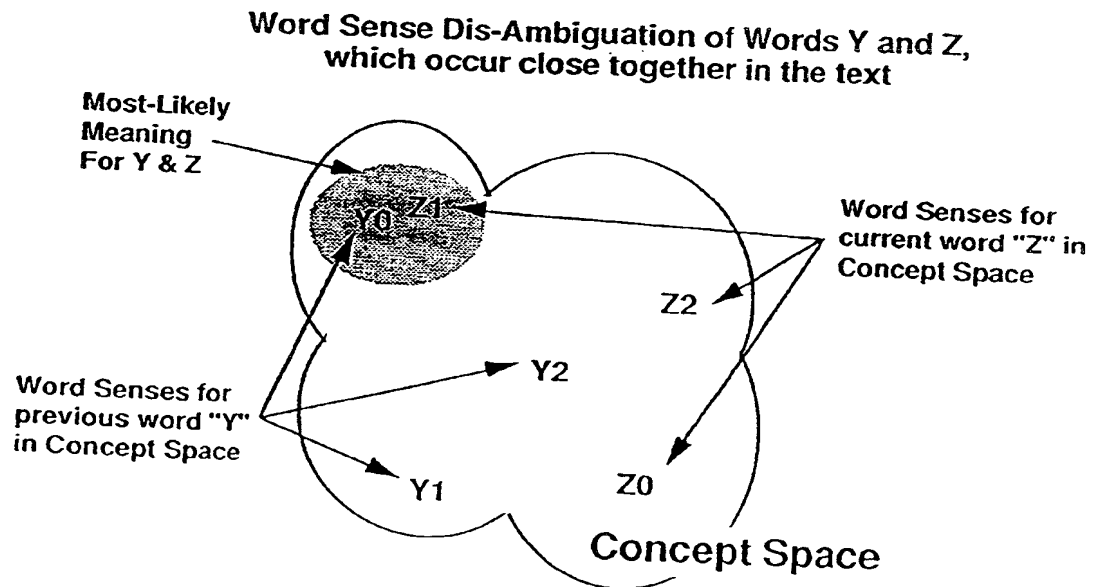 Word Sense Dis-Ambiguation of Words Y and Z,
which occur close together in the text
Most-Likely
Meaning
For Y & Z
Y0
Z1
Word Senses for
current word "Z" in
Concept Space
Z2
Y2
Word Senses for
previous word "Y"
in Concept Space
Y1
Z0
Concept Space